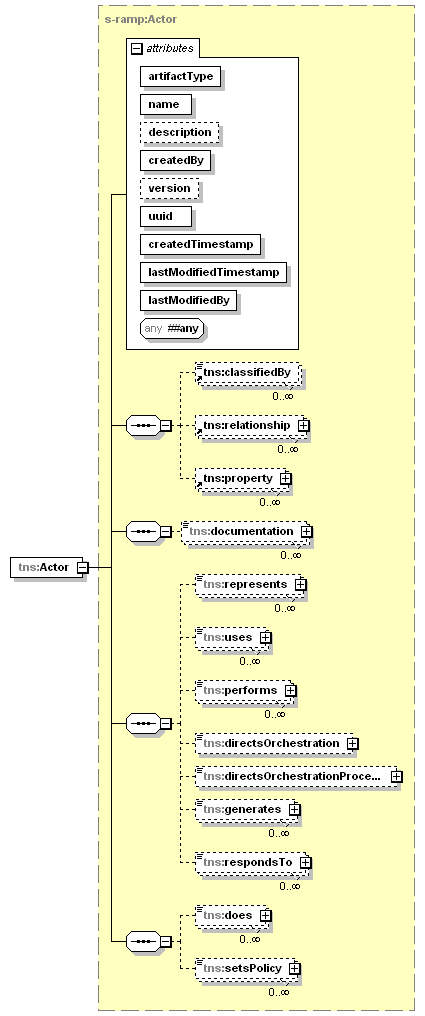 s-ramp:Actor
attributes
artifactType
name
description
createdBy
version
uuid
createdTimestamp
lastModifiedTimestamp
lastModifiedBy
any ##any
tns:classifiedBy
0..∞
tns:relationship
0..∞
tns:property
0..∞
tns:documentation
0..∞
tns:Actor
tns:represents
0..∞
tns:uses
0..∞
tns:performs
0..∞
tns:directsOrchestration
tns:directsOrchestrationProce...
tns:generates
0..∞
tns:respondsTo
0..∞
tns:does
0..∞
tns:setsPolicy
0..∞